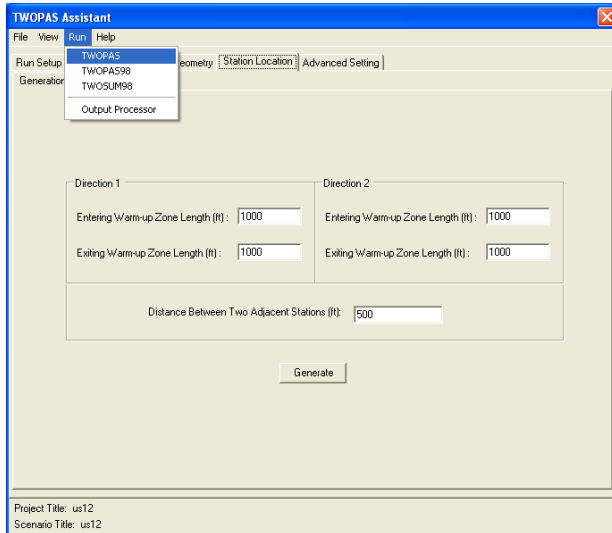 TWOPAS Assistant
File View Run Help
TWOPAS
TWOPAS98
TWOSUM98
Output Processor
Run Setup eometry Station Location Advanced Setting
Generation
Direction 1
Entering Warm-up Zone Length (ft) : 1000
Exiting Warm-up Zone Length (ft) : 1000
Direction 2
Entering Warm-up Zone Length (ft) : 1000
Exiting Warm-up Zone Length (ft) : 1000
Distance Between Two Adjacent Stations (ft): 500
Generate
Project Title: us12
Scenario Title: us12